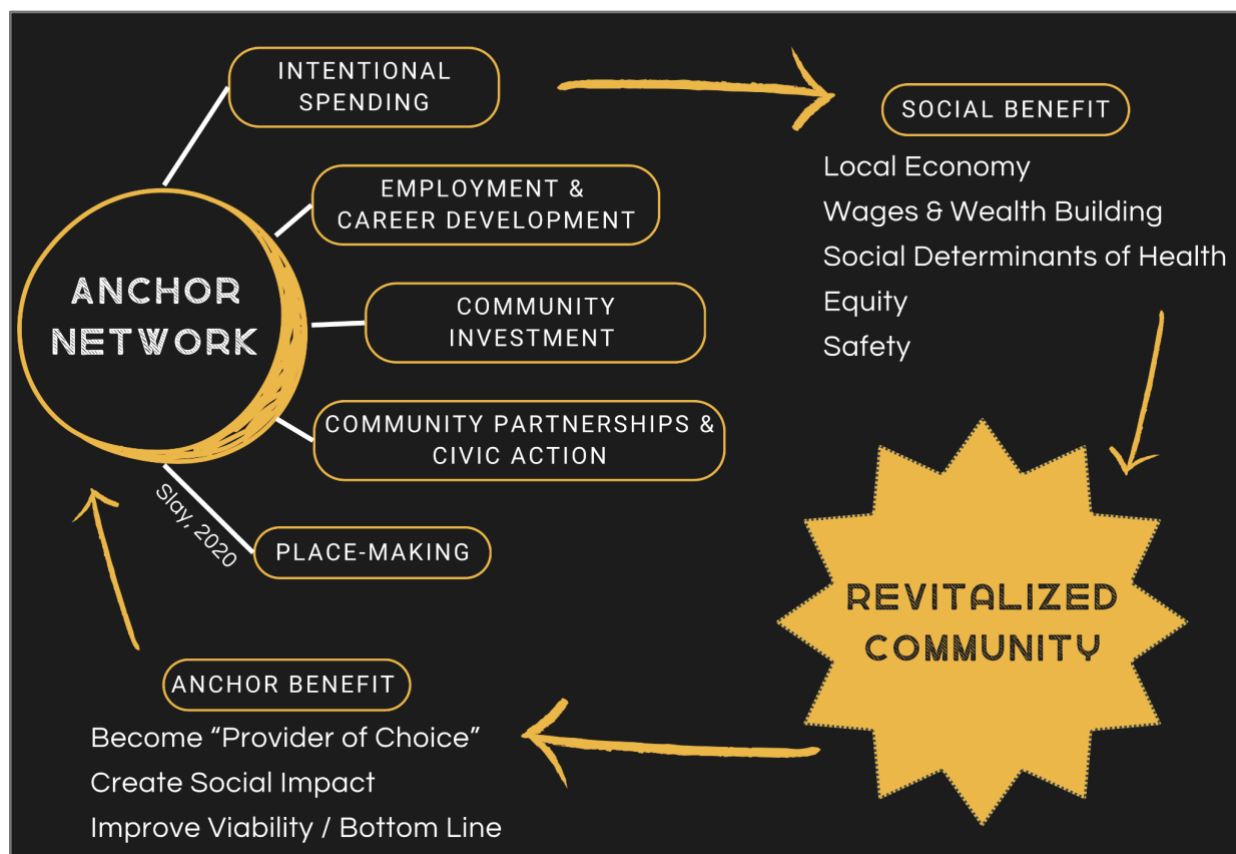 ANCHOR
NETWORK
INTENTIONAL
SPENDING
EMPLOYMENT &
CAREER DEVELOPMENT
COMMUNITY
INVESTMENT
COMMUNITY PARTNERSHIPS &
CIVIC ACTION
PLACE-MAKING
Slay, 2020
SOCIAL BENEFIT
Local Economy
Wages & Wealth Building
Social Determinants of Health
Equity
Safety
REVITALIZED
COMMUNITY
ANCHOR BENEFIT
Become “Provider of Choice”
Create Social Impact
Improve Viability / Bottom Line